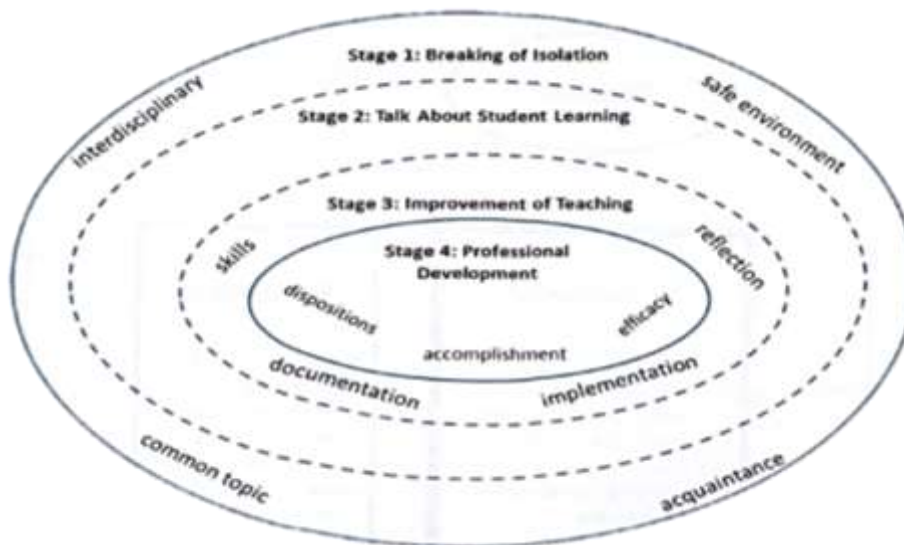 Stage 1: Breaking of Isolation
interdisciplinary
safe environment
Stage 2: Talk About Student Learning
Stage 3: Improvement of Teaching
skills
reflection
Stage 4: Professional
Development
dispositions
efficacy
accomplishment
documentation
implementation
common topic
acquaintance